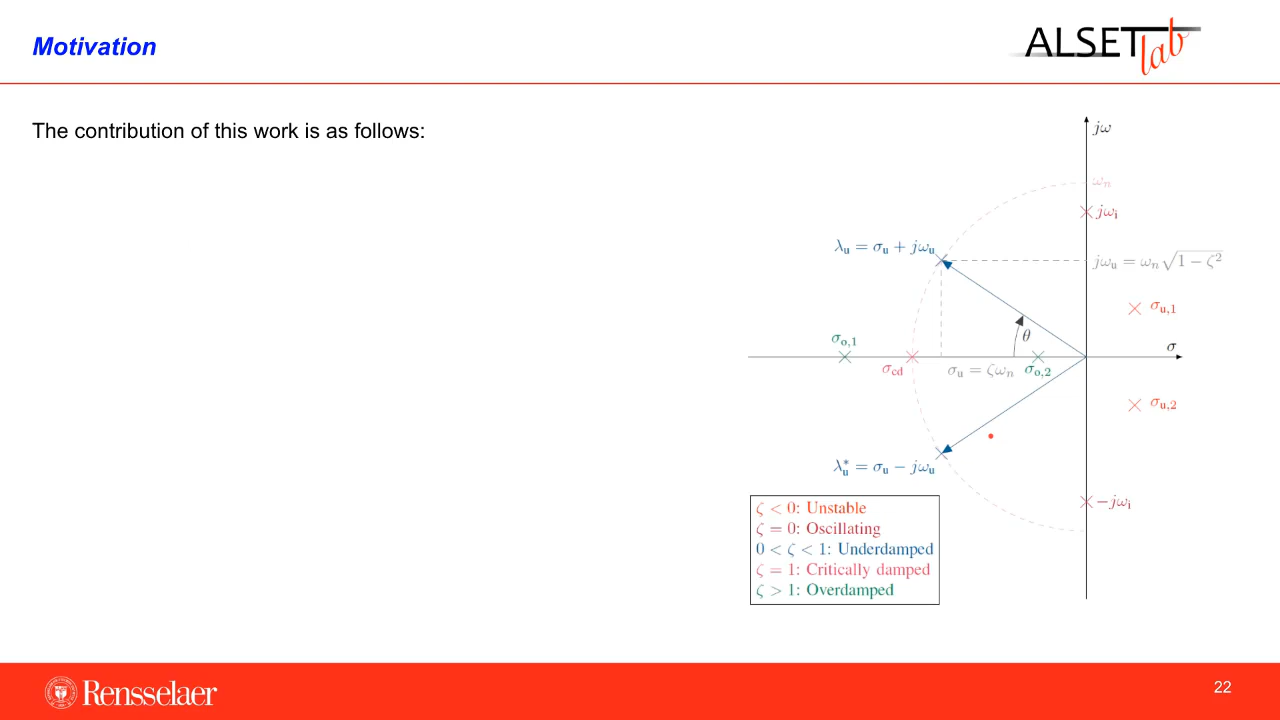 Motivation
ALSETlab
The contribution of this work is as follows:
jω
ωₙ
jωᵢ
λᵤ = σᵤ + jωᵤ
jωᵤ = ωₙ√(1 − ζ²)
σᵤ,₁
θ
σₒ,₁
σ
σcd
σᵤ = ζωₙ
σₒ,₂
σᵤ,₂
λᵤ* = σᵤ − jωᵤ
−jωᵢ
ζ < 0: Unstable
ζ = 0: Oscillating
0 < ζ < 1: Underdamped
ζ = 1: Critically damped
ζ > 1: Overdamped
Rensselaer
22